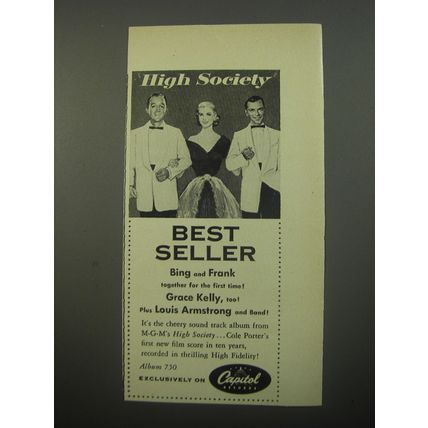 High Society
BEST
SELLER
Bing and Frank
together for the first time!
Grace Kelly, too!
Plus Louis Armstrong and Band!
It's the cheery sound track album from
M-G-M's High Society...Cole Porter's
first new film score in ten years,
recorded in thrilling High Fidelity!
Album 750
EXCLUSIVELY ON
Capitol
RECORDS